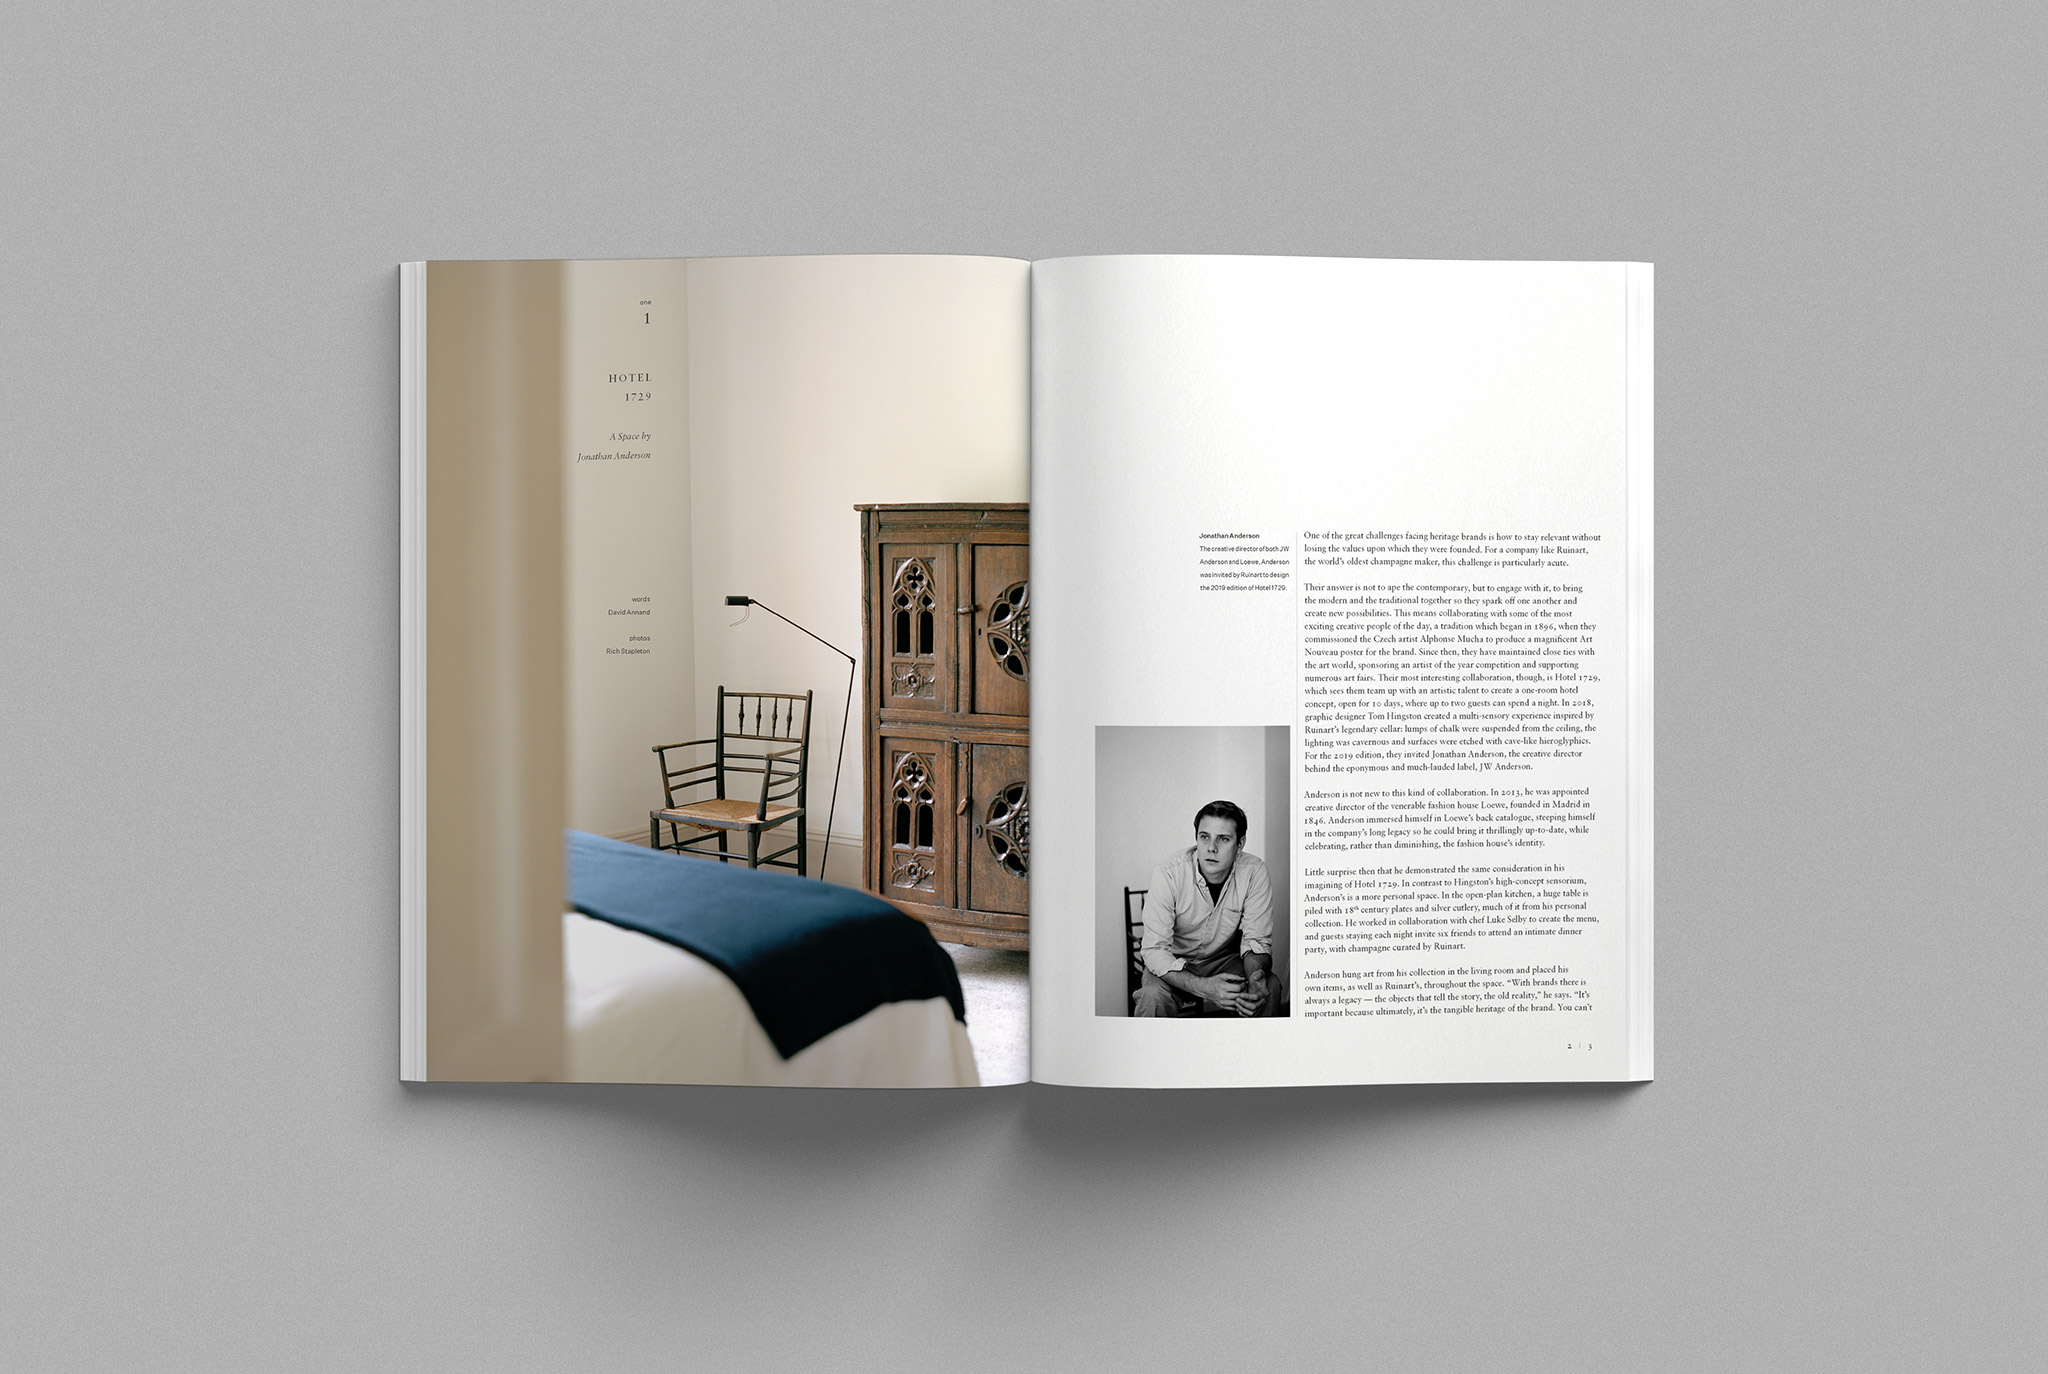 one
1
HOTEL
1729
A Space by
Jonathan Anderson
words
David Annand
photos
Rich Stapleton
Jonathan Anderson
The creative director of both JW
Anderson and Loewe, Anderson
was invited by Ruinart to design
the 2019 edition of Hotel 1729.
One of the great challenges facing heritage brands is how to stay relevant without
losing the values upon which they were founded. For a company like Ruinart,
the world's oldest champagne maker, this challenge is particularly acute.
Their answer is not to ape the contemporary, but to engage with it, to bring
the modern and the traditional together so they spark off one another and
create new possibilities. This means collaborating with some of the most
exciting creative people of the day, a tradition which began in 1896, when they
commissioned the Czech artist Alphonse Mucha to produce a magnificent Art
Nouveau poster for the brand. Since then, they have maintained close ties with
the art world, sponsoring an artist of the year competition and supporting
numerous art fairs. Their most interesting collaboration, though, is Hotel 1729,
which sees them team up with an artistic talent to create a one-room hotel
concept, open for 10 days, where up to two guests can spend a night. In 2018,
graphic designer Tom Hingston created a multi-sensory experience inspired by
Ruinart's legendary cellar: lumps of chalk were suspended from the ceiling, the
lighting was cavernous and surfaces were etched with cave-like hieroglyphics.
For the 2019 edition, they invited Jonathan Anderson, the creative director
behind the eponymous and much-lauded label, JW Anderson.
Anderson is not new to this kind of collaboration. In 2013, he was appointed
creative director of the venerable fashion house Loewe, founded in Madrid in
1846. Anderson immersed himself in Loewe's back catalogue, steeping himself
in the company's long legacy so he could bring it thrillingly up-to-date, while
celebrating, rather than diminishing, the fashion house's identity.
Little surprise then that he demonstrated the same consideration in his
imagining of Hotel 1729. In contrast to Hingston's high-concept sensorium,
Anderson's is a more personal space. In the open-plan kitchen, a huge table is
piled with 18th century plates and silver cutlery, much of it from his personal
collection. He worked in collaboration with chef Luke Selby to create the menu,
and guests staying each night invite six friends to attend an intimate dinner
party, with champagne curated by Ruinart.
Anderson hung art from his collection in the living room and placed his
own items, as well as Ruinart's, throughout the space. “With brands there is
always a legacy — the objects that tell the story, the old reality,” he says. “It's
important because ultimately, it's the tangible heritage of the brand. You can't
2 | 3